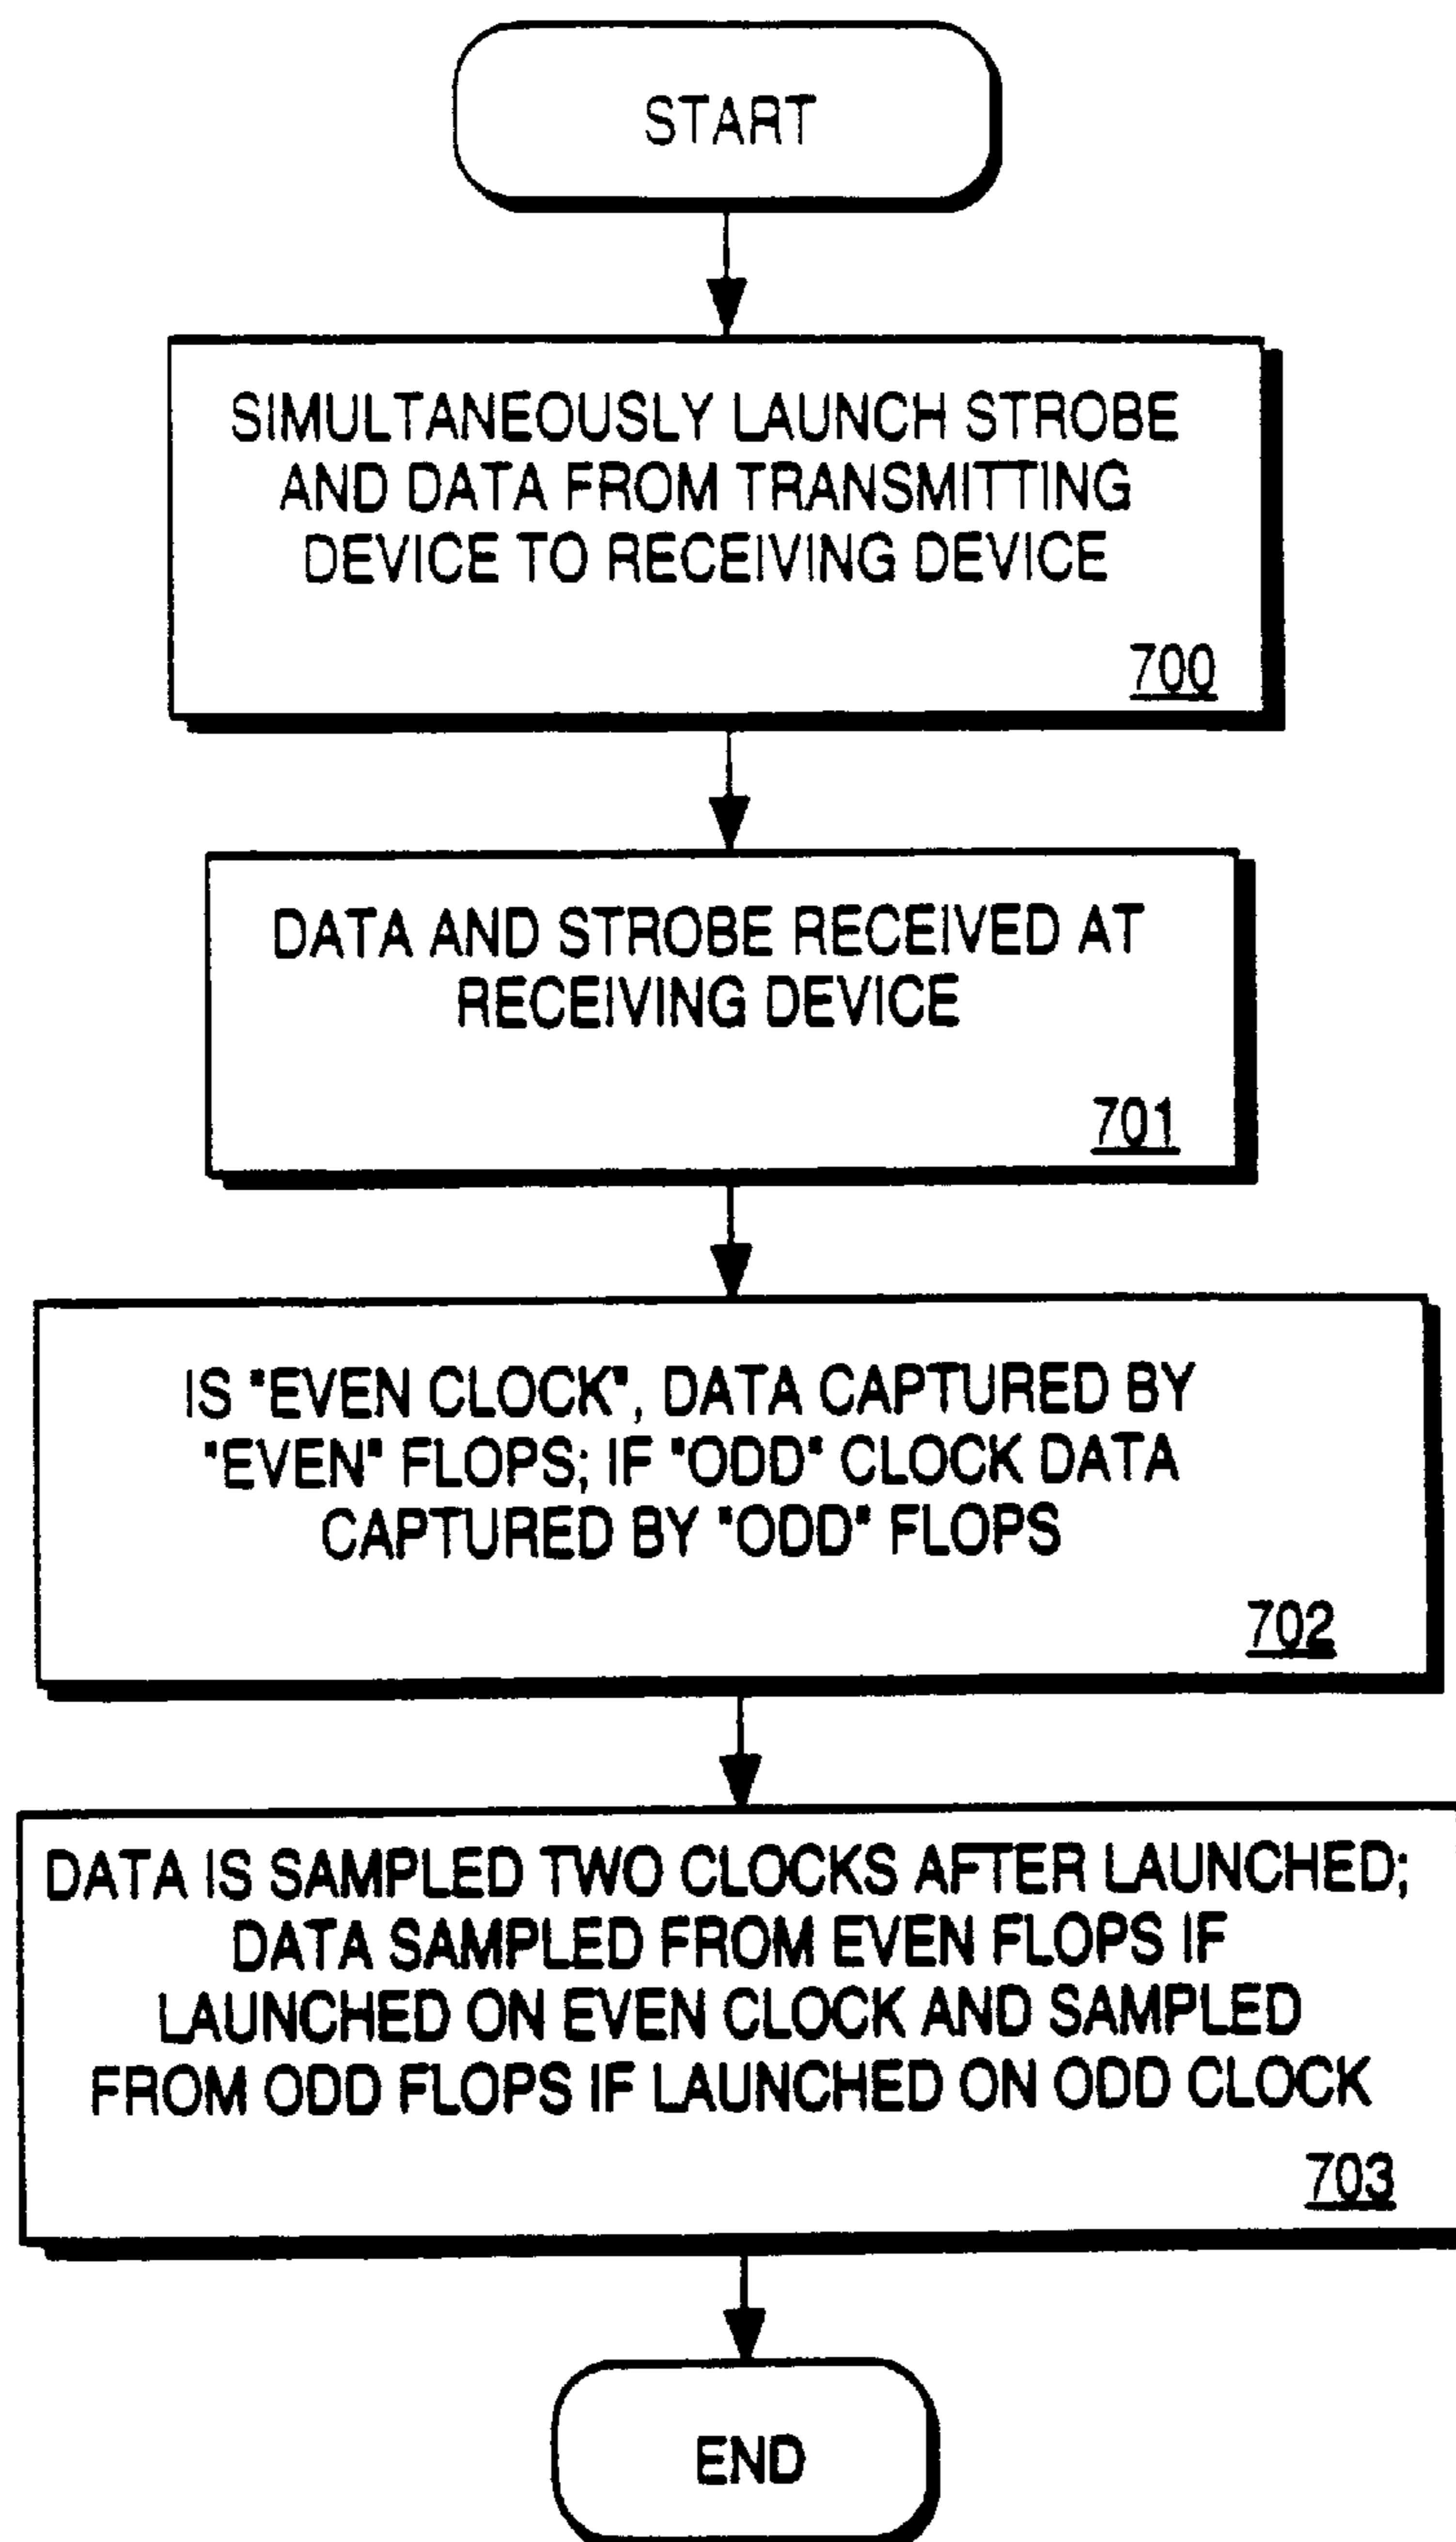 START
SIMULTANEOUSLY LAUNCH STROBE
AND DATA FROM TRANSMITTING
DEVICE TO RECEIVING DEVICE
700
DATA AND STROBE RECEIVED AT
RECEIVING DEVICE
701
IS "EVEN CLOCK", DATA CAPTURED BY
"EVEN" FLOPS; IF "ODD" CLOCK DATA
CAPTURED BY "ODD" FLOPS
702
DATA IS SAMPLED TWO CLOCKS AFTER LAUNCHED;
DATA SAMPLED FROM EVEN FLOPS IF
LAUNCHED ON EVEN CLOCK AND SAMPLED
FROM ODD FLOPS IF LAUNCHED ON ODD CLOCK
703
END